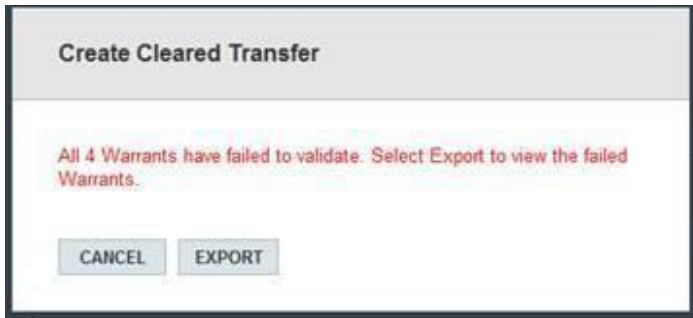 Create Cleared Transfer
All 4 Warrants have failed to validate. Select Export to view the failed
Warrants.
CANCEL
EXPORT